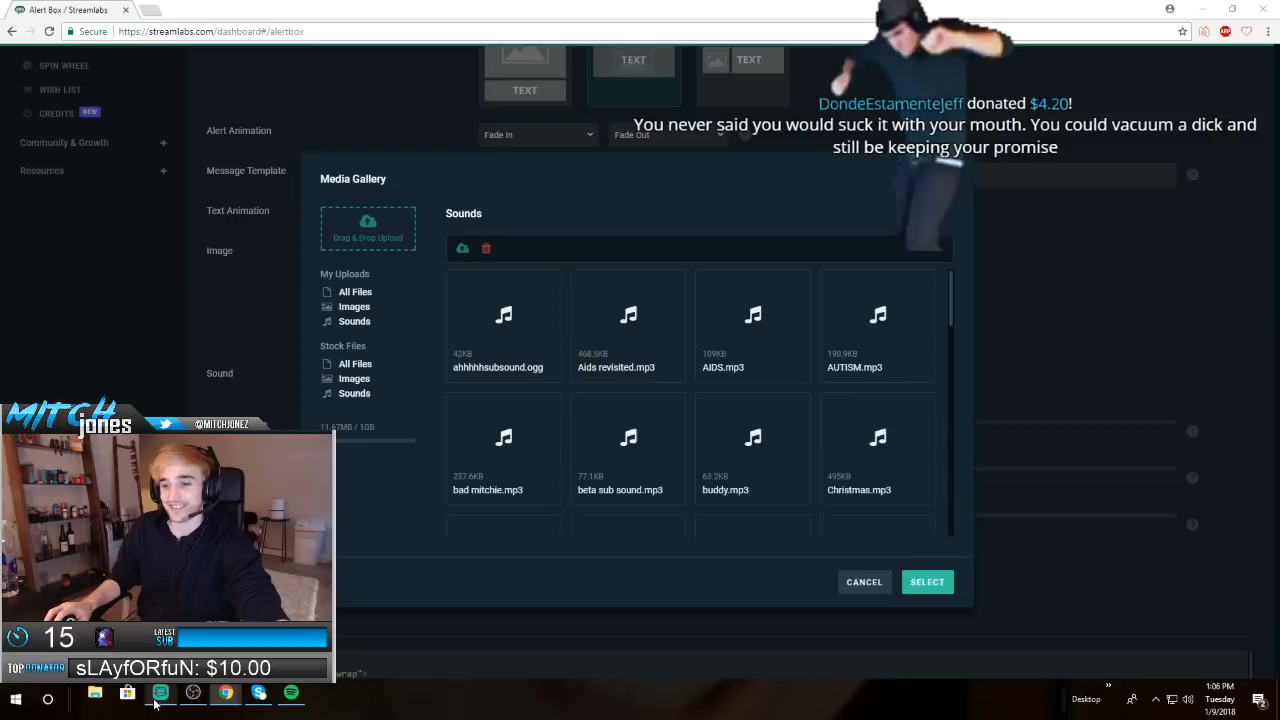 Alert Box / Streamlabs
Secure
https://streamlabs.com/dashboard#/alertbox
ABP
SPIN WHEEL
WISH LIST
CREDITS NEW
Community & Growth
Resources
TEXT
TEXT
TEXT
Alert Animation
Fade In
Fade Out
Message Template
Text Animation
Image
Sound
DondeEstamenteJeff donated $4.20!
You never said you would suck it with your mouth. You could vacuum a dick and
still be keeping your promise
Media Gallery
Drag & Drop Upload
My Uploads
All Files
Images
Sounds
Stock Files
All Files
Images
Sounds
11.67MB / 1GB
Sounds
42KB
ahhhhhsubsound.ogg
468.5KB
Aids revisited.mp3
109KB
AIDS.mp3
190.9KB
AUTISM.mp3
237.6KB
bad mitchie.mp3
77.1KB
beta sub sound.mp3
63.2KB
buddy.mp3
495KB
Christmas.mp3
CANCEL
SELECT
MITCH
jones
@MITCHJONEZ
15
LATEST
SUB
TOP DONATOR
sLAyfORfuN: $10.00
wrap">
Desktop
1:06 PM
Tuesday
1/9/2018
2